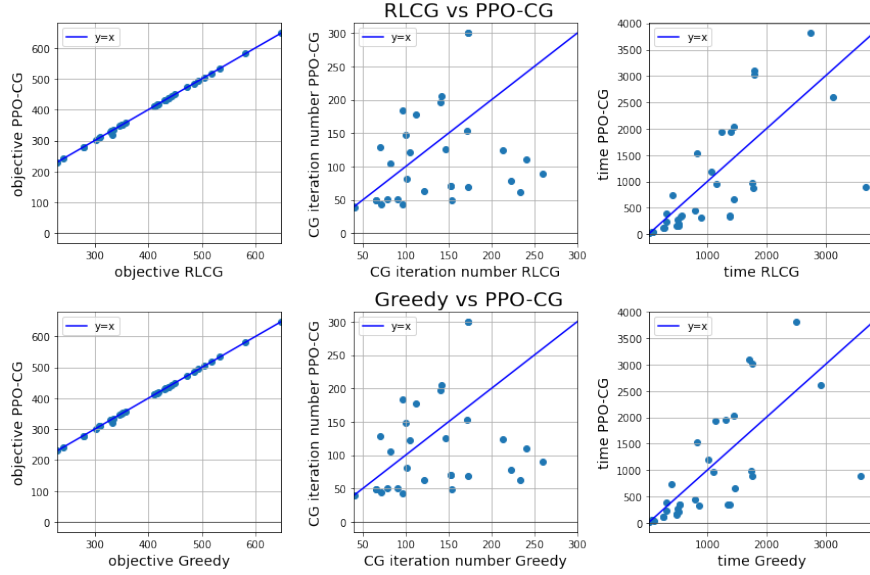 RLCG vs PPO-CG
y=x
600
500
400
300
200
100
0
300 400 500 600
objective PPO-CG
objective RLCG
y=x
300
250
200
150
100
50
0
50 100 150 200 250 300
CG iteration number PPO-CG
CG iteration number RLCG
y=x
4000
3500
3000
2500
2000
1500
1000
500
0
1000 2000 3000
time PPO-CG
time RLCG
Greedy vs PPO-CG
y=x
600
500
400
300
200
100
0
300 400 500 600
objective PPO-CG
objective Greedy
y=x
300
250
200
150
100
50
0
50 100 150 200 250 300
CG iteration number PPO-CG
CG iteration number Greedy
y=x
4000
3500
3000
2500
2000
1500
1000
500
0
1000 2000 3000
time PPO-CG
time Greedy